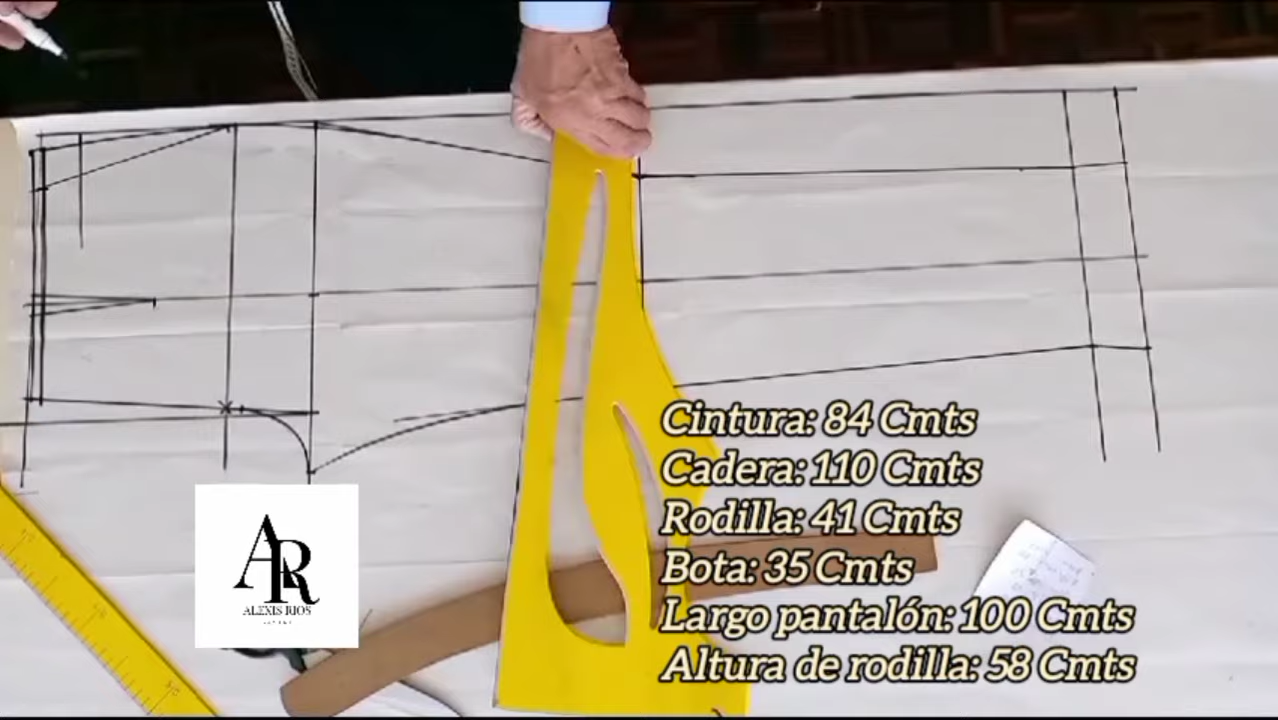 AR
ALEXIS RIOS
Cintura: 84 Cmts
Cadera: 110 Cmts
Rodilla: 41 Cmts
Bota: 35 Cmts
Largo pantalón: 100 Cmts
Altura de rodilla: 58 Cmts